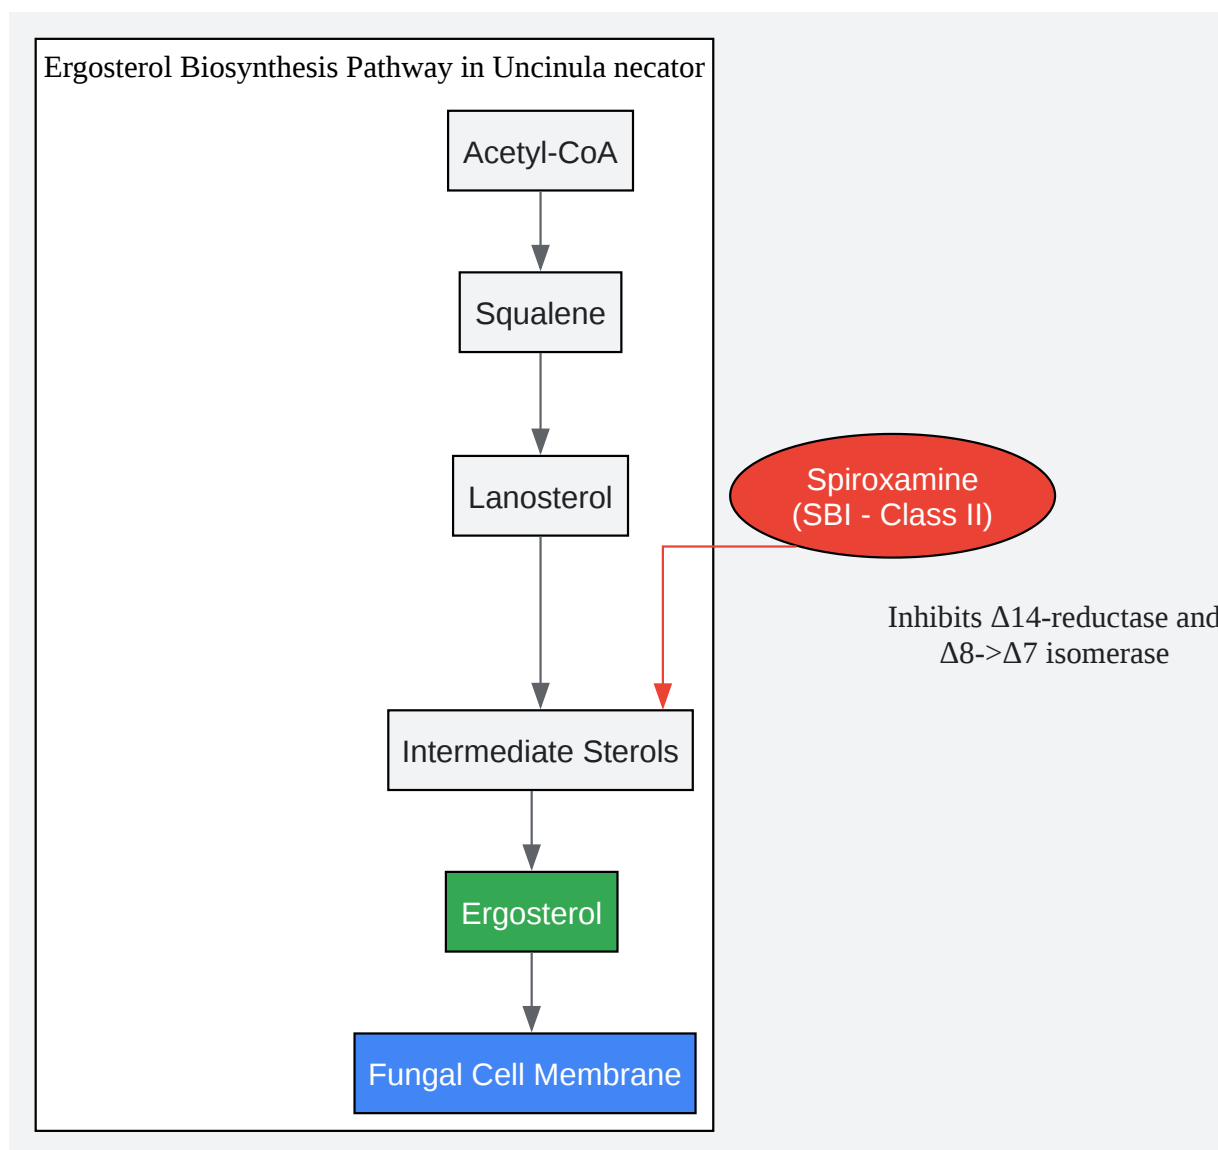 Ergosterol Biosynthesis Pathway in Uncinula necator
Acetyl-CoA
Squalene
Lanosterol
Spiroxamine
(SBI - Class II)
Inhibits Δ14-reductase and
Δ8->Δ7 isomerase
Intermediate Sterols
Ergosterol
Fungal Cell Membrane